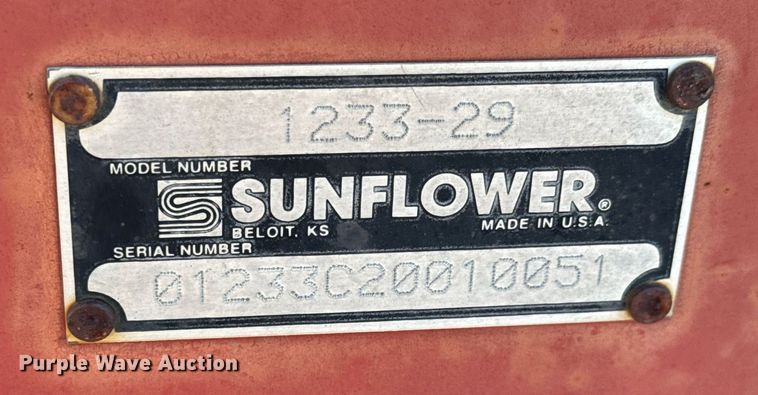 1233-29
MODEL NUMBER
SUNFLOWER®
BELOIT, KS MADE IN U.S.A.
SERIAL NUMBER
01233C20010051
Purple Wave Auction